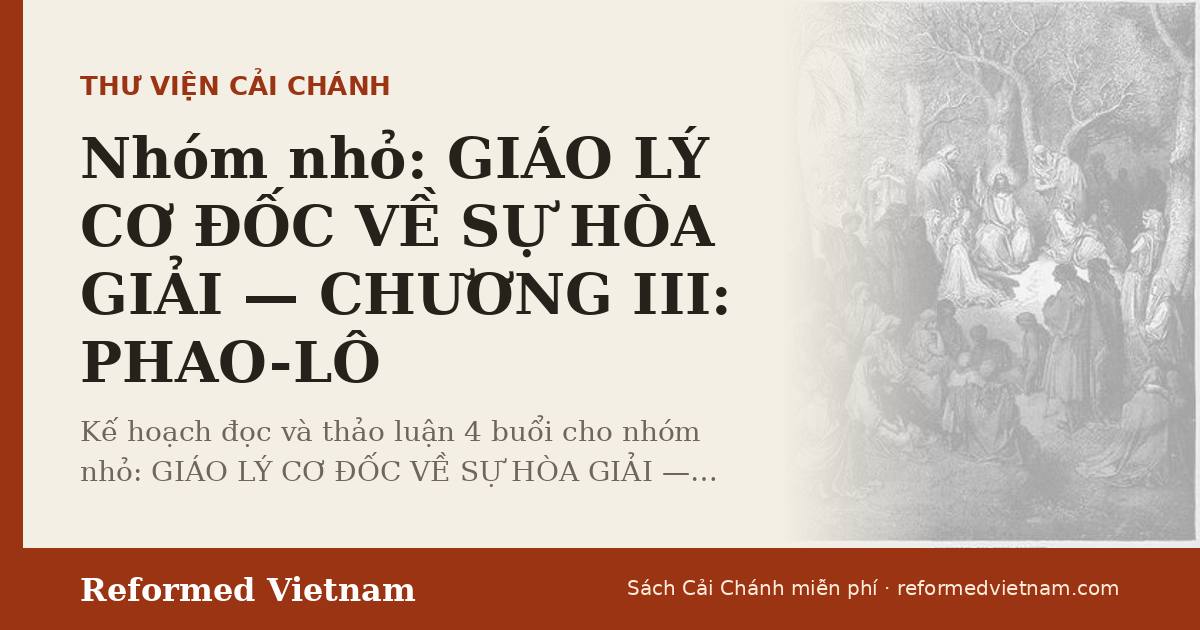 THƯ VIỆN CẢI CHÁNH
Nhóm nhỏ: GIÁO LÝ
CƠ ĐỐC VỀ SỰ HÒA
GIẢI — CHƯƠNG III:
PHAO-LÔ
Kế hoạch đọc và thảo luận 4 buổi cho nhóm
nhỏ: GIÁO LÝ CƠ ĐỐC VỀ SỰ HÒA GIẢI —...
Reformed Vietnam
Sách Cải Chánh miễn phí · reformedvietnam.com